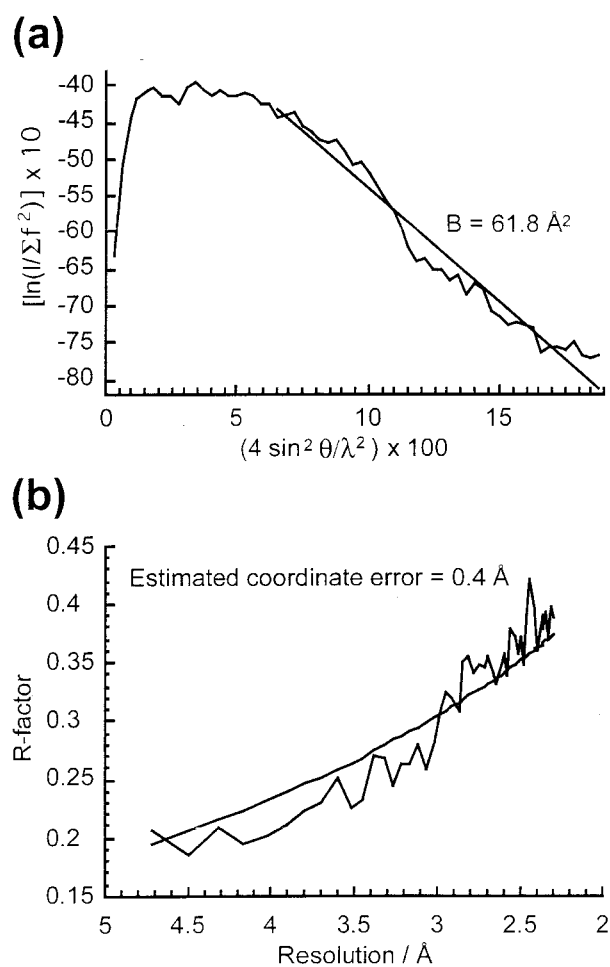 (a)
[ln(I/Σf²)] x 10
-40
-45
-50
-55
-60
-65
-70
-75
-80
B = 61.8 Å²
0 5 10 15
(4 sin² θ/λ²) x 100
(b)
R-factor
0.45
0.4
0.35
0.3
0.25
0.2
0.15
Estimated coordinate error = 0.4 Å
5 4.5 4 3.5 3 2.5 2
Resolution / Å